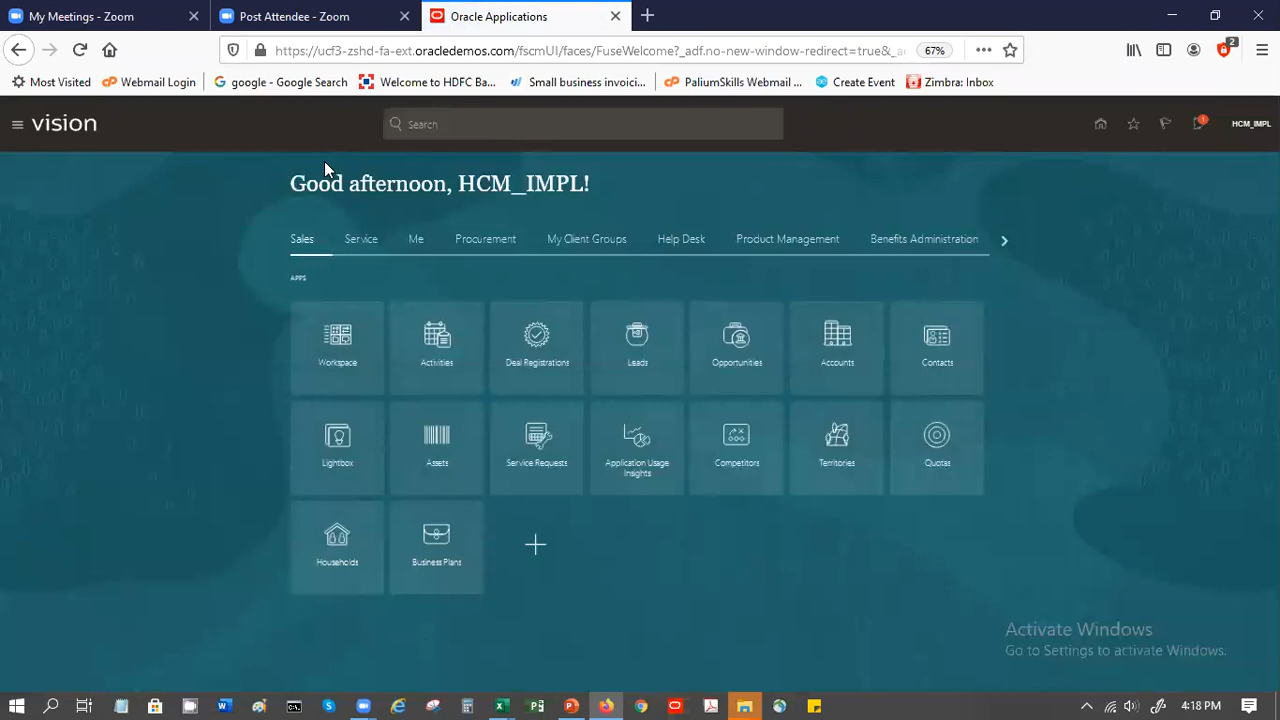 My Meetings - Zoom
Post Attendee - Zoom
Oracle Applications
https://ucf3-zshd-fa-ext.oracledemos.com/fscmUI/faces/FuseWelcome?_adf.no-new-window-redirect=true&_a
67%
2
Most Visited
Webmail Login
google - Google Search
Welcome to HDFC Ba...
Small business invoici...
PaliumSkills Webmail ...
Create Event
Zimbra: Inbox
vision
Search
1
HCM_IMPL
Good afternoon, HCM_IMPL!
Sales
Service
Me
Procurement
My Client Groups
Help Desk
Product Management
Benefits Administration
APPS
Workspace
Activities
Deal Registrations
Leads
Opportunities
Accounts
Contacts
Lightbox
Assets
Service Requests
Application Usage
Insights
Competitors
Territories
Quotas
Households
Business Plans
Activate Windows
Go to Settings to activate Windows.
4:18 PM